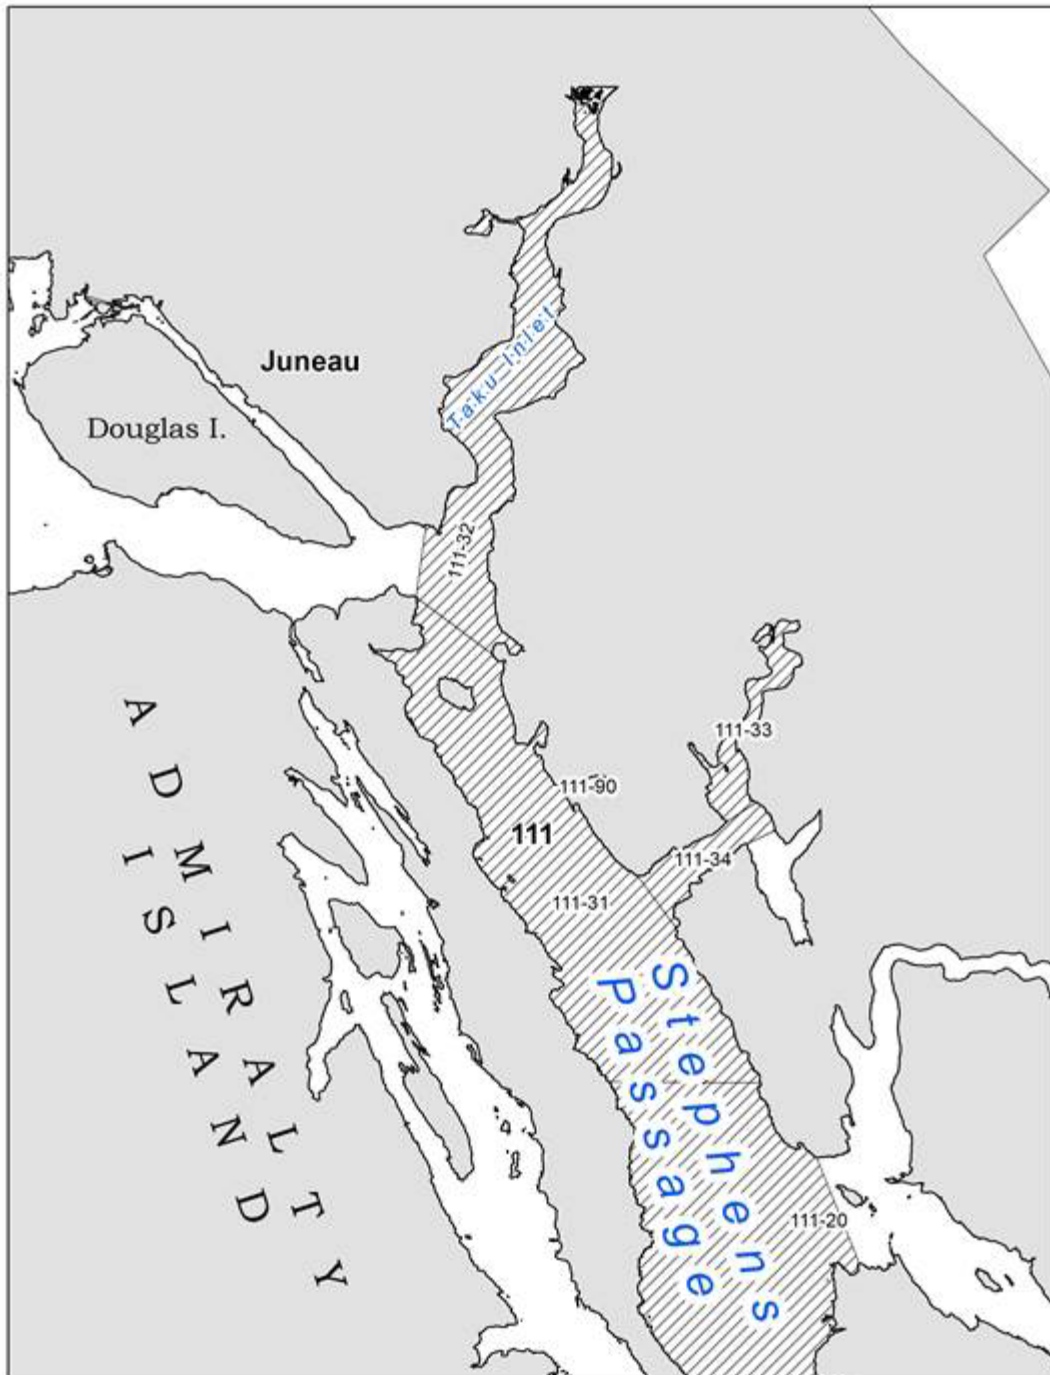 Taku Inlet
Juneau
Douglas I.
111-32
111-33
111-90
111
111-34
111-31
ADMIRALTY
ISLAND
Stephens
Passage
111-20